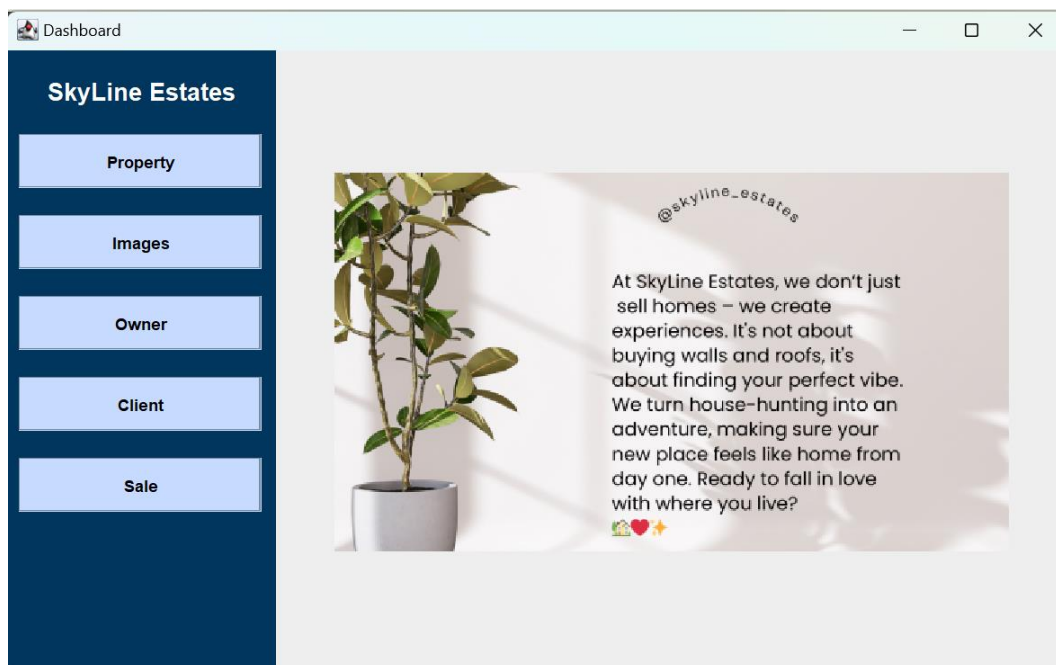 Dashboard
SkyLine Estates
Property
Images
Owner
Client
Sale
@skyline_estates
At SkyLine Estates, we don’t just
sell homes – we create
experiences. It's not about
buying walls and roofs, it's
about finding your perfect vibe.
We turn house-hunting into an
adventure, making sure your
new place feels like home from
day one. Ready to fall in love
with where you live?
🏡❤️✨